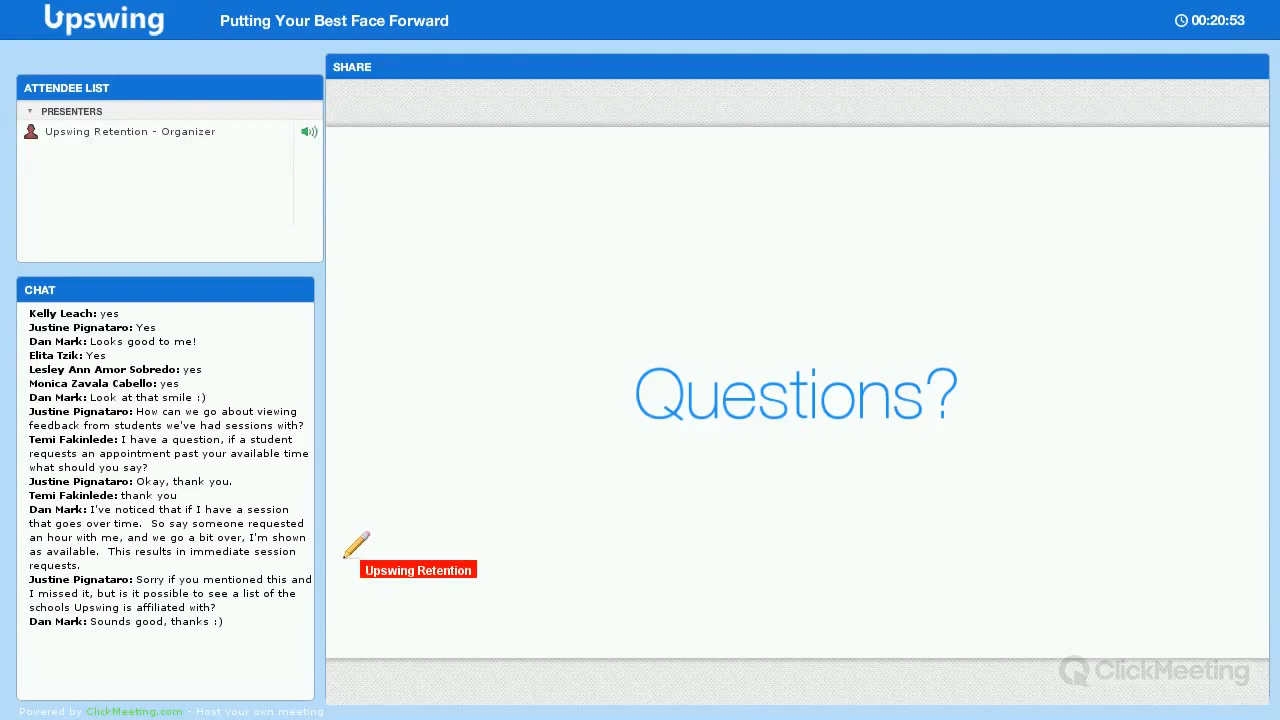 Upswing
Putting Your Best Face Forward
00:20:53
ATTENDEE LIST
PRESENTERS
Upswing Retention - Organizer
CHAT
Kelly Leach: yes
Justine Pignataro: Yes
Dan Mark: Looks good to me!
Elita Tzik: Yes
Lesley Ann Amor Sobredo: yes
Monica Zavala Cabello: yes
Dan Mark: Look at that smile :)
Justine Pignataro: How can we go about viewing
feedback from students we've had sessions with?
Temi Fakinlede: I have a question, if a student
requests an appointment past your available time
what should you say?
Justine Pignataro: Okay, thank you.
Temi Fakinlede: thank you
Dan Mark: I've noticed that if I have a session
that goes over time. So say someone requested
an hour with me, and we go a bit over, I'm shown
as available. This results in immediate session
requests.
Justine Pignataro: Sorry if you mentioned this and
I missed it, but is it possible to see a list of the
schools Upswing is affiliated with?
Dan Mark: Sounds good, thanks :)
SHARE
Questions?
Upswing Retention
ClickMeeting
Powered by ClickMeeting.com - Host your own meeting